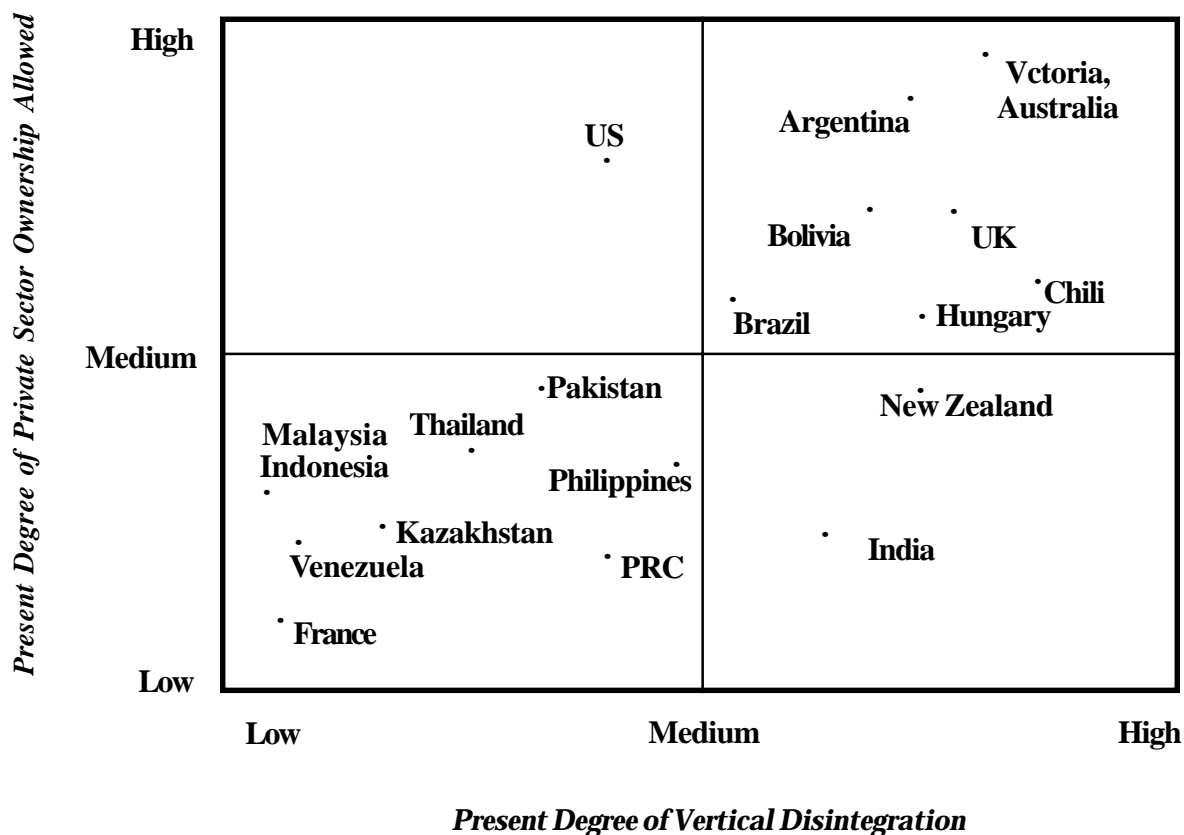 Present Degree of Private Sector Ownership Allowed
High
Vctoria,
Australia
Argentina
US
Bolivia
UK
Chili
Brazil
Hungary
Medium
Pakistan
New Zealand
Thailand
Malaysia
Indonesia
Philippines
Kazakhstan
India
Venezuela
PRC
France
Low
Low
Medium
High
Present Degree of Vertical Disintegration